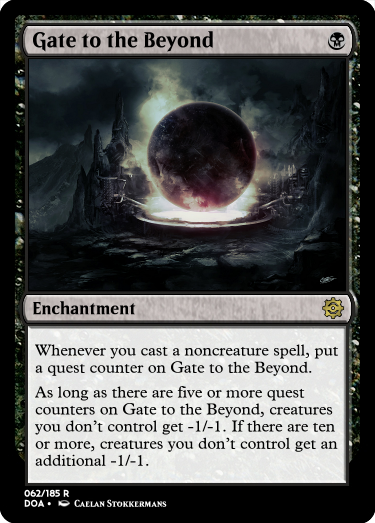 Gate to the Beyond
Enchantment
Whenever you cast a noncreature spell, put
a quest counter on Gate to the Beyond.
As long as there are five or more quest
counters on Gate to the Beyond, creatures
you don't control get -1/-1. If there are ten
or more, creatures you don't control get an
additional -1/-1.
062/185 R
DOA • Caelan Stokkermans